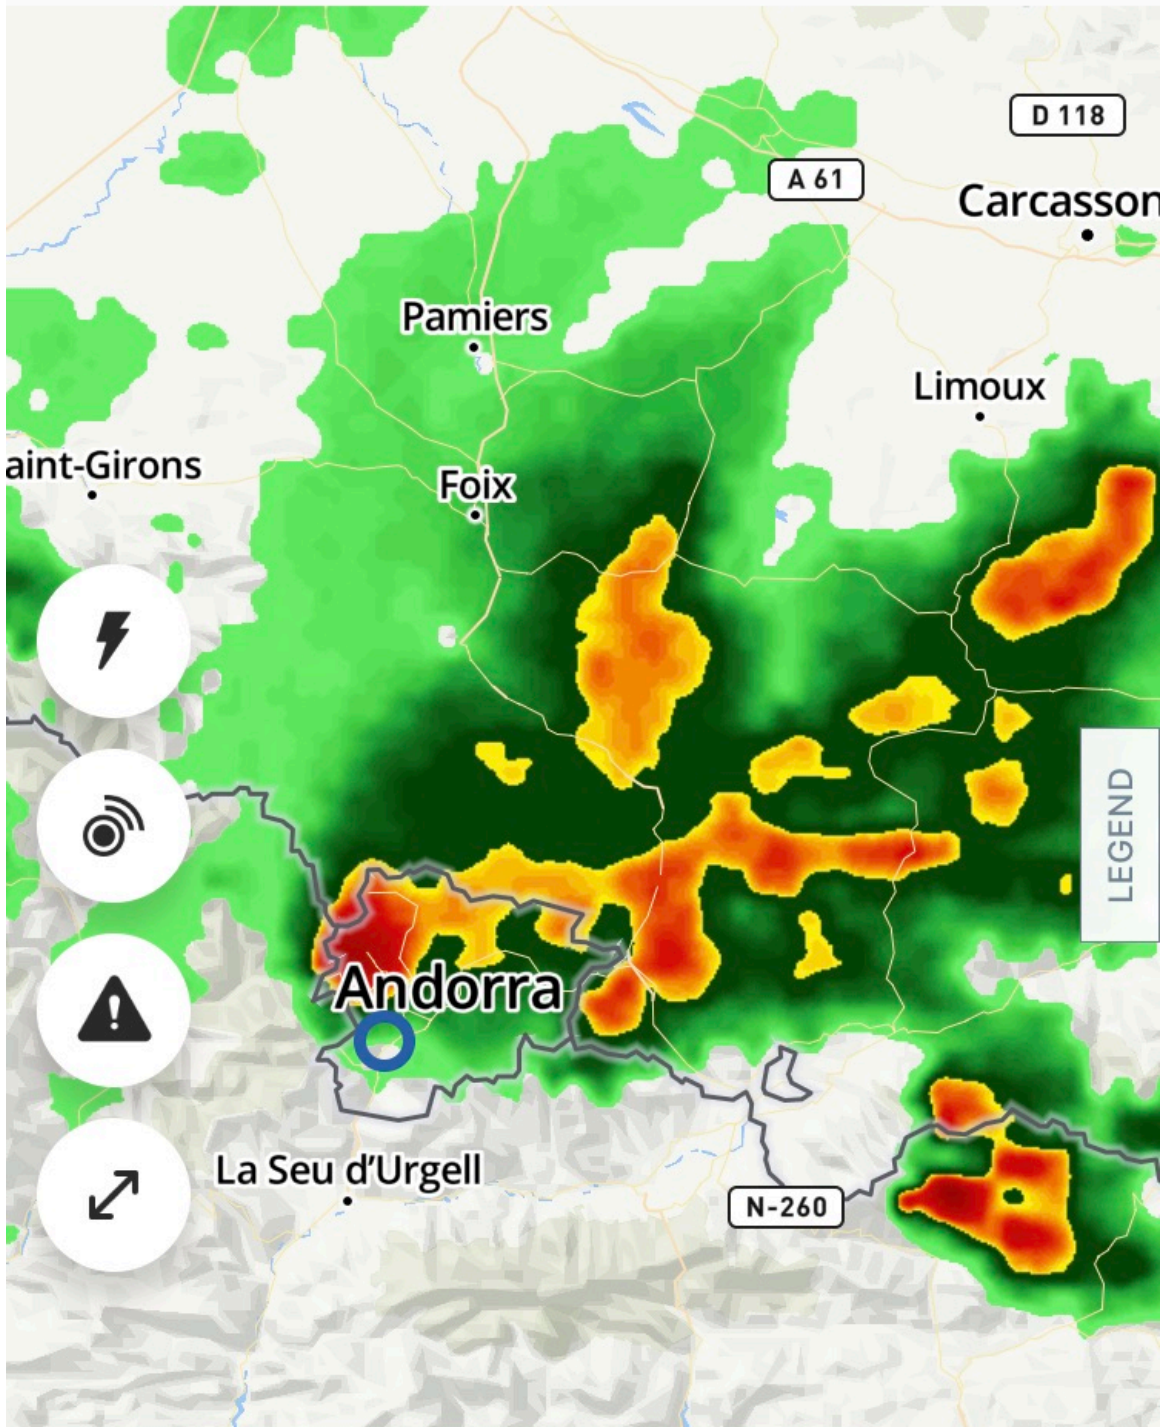 D 118
A 61
Carcasson
Pamiers
Limoux
aint-Girons
Foix
LEGEND
Andorra
La Seu d'Urgell
N-260